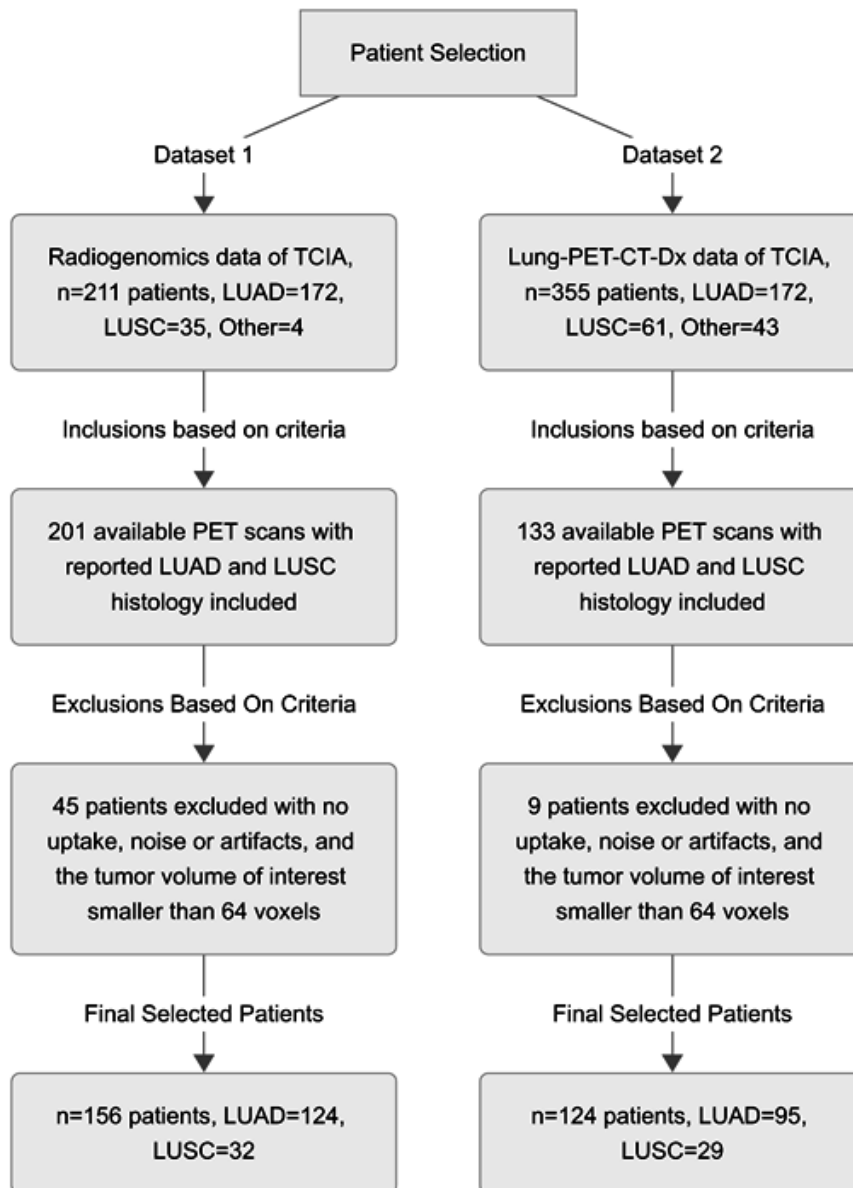 Patient Selection
Dataset 1
Dataset 2
Radiogenomics data of TCIA,
n=211 patients, LUAD=172,
LUSC=35, Other=4
Lung-PET-CT-Dx data of TCIA,
n=355 patients, LUAD=172,
LUSC=61, Other=43
Inclusions based on criteria
Inclusions based on criteria
201 available PET scans with
reported LUAD and LUSC
histology included
133 available PET scans with
reported LUAD and LUSC
histology included
Exclusions Based On Criteria
Exclusions Based On Criteria
45 patients excluded with no
uptake, noise or artifacts, and
the tumor volume of interest
smaller than 64 voxels
9 patients excluded with no
uptake, noise or artifacts, and
the tumor volume of interest
smaller than 64 voxels
Final Selected Patients
Final Selected Patients
n=156 patients, LUAD=124,
LUSC=32
n=124 patients, LUAD=95,
LUSC=29